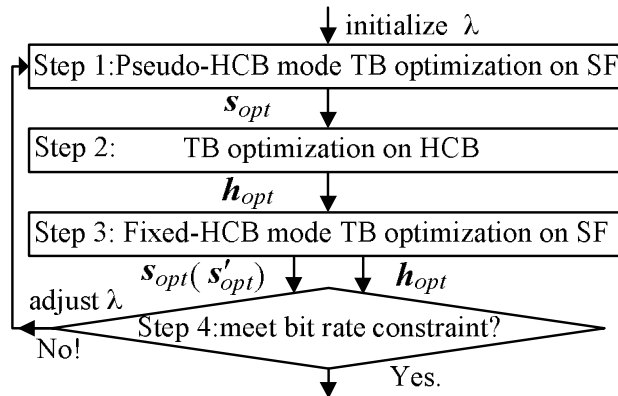 initialize λ
Step 1:Pseudo-HCB mode TB optimization on SF
s_opt
Step 2: TB optimization on HCB
h_opt
Step 3: Fixed-HCB mode TB optimization on SF
s_opt( s'_opt) h_opt
adjust λ
Step 4:meet bit rate constraint?
No!
Yes.